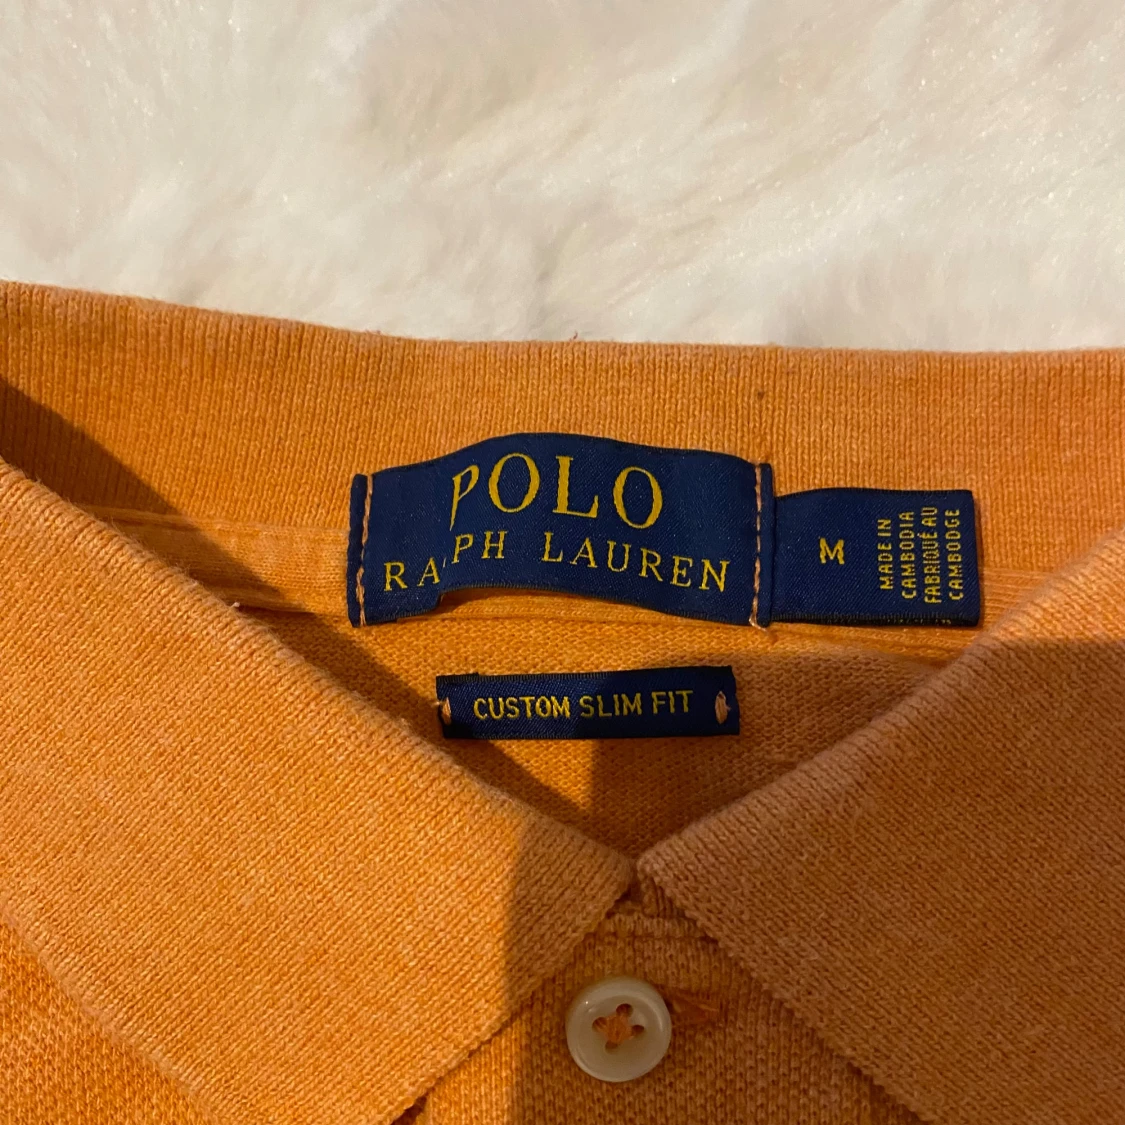 POLO
RALPH LAUREN
M
MADE IN
CAMBODIA
FABRIQUÉ AU
CAMBODGE
CUSTOM SLIM FIT